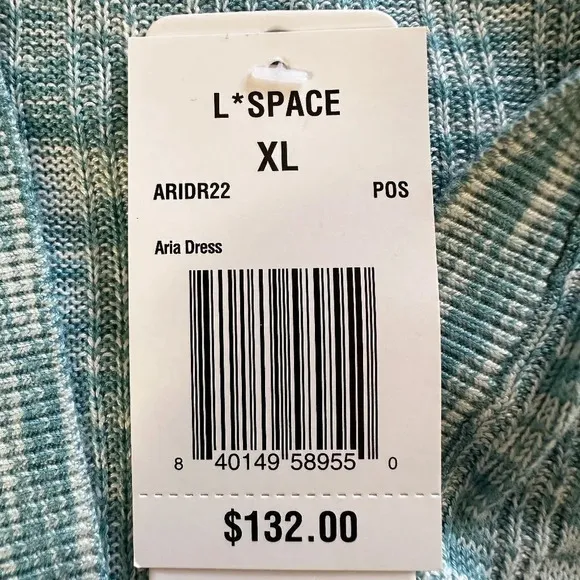 L*SPACE
XL
ARIDR22 POS
Aria Dress
8 40149 58955 0
$132.00